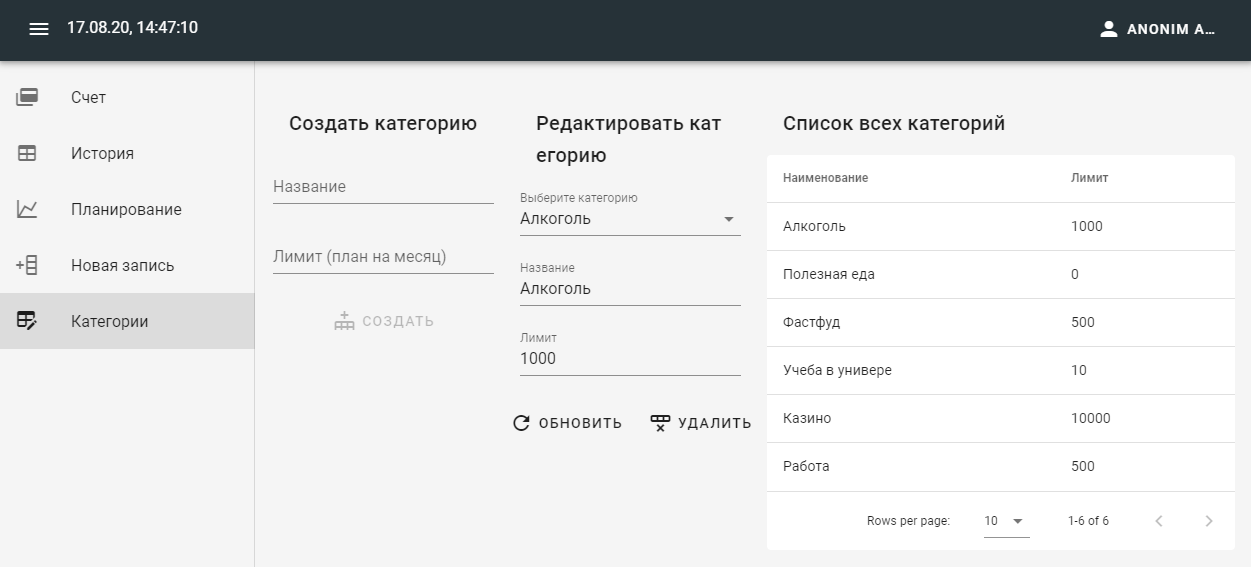 17.08.20, 14:47:10
ANONIM A...
Счет
История
Планирование
Новая запись
Категории
Создать категорию
Название
Лимит (план на месяц)
СОЗДАТЬ
Редактировать кат
егорию
Выберите категорию
Алкоголь
Название
Алкоголь
Лимит
1000
ОБНОВИТЬ УДАЛИТЬ
Список всех категорий
Наименование Лимит
Алкоголь 1000
Полезная еда 0
Фастфуд 500
Учеба в универе 10
Казино 10000
Работа 500
Rows per page: 10 1-6 of 6